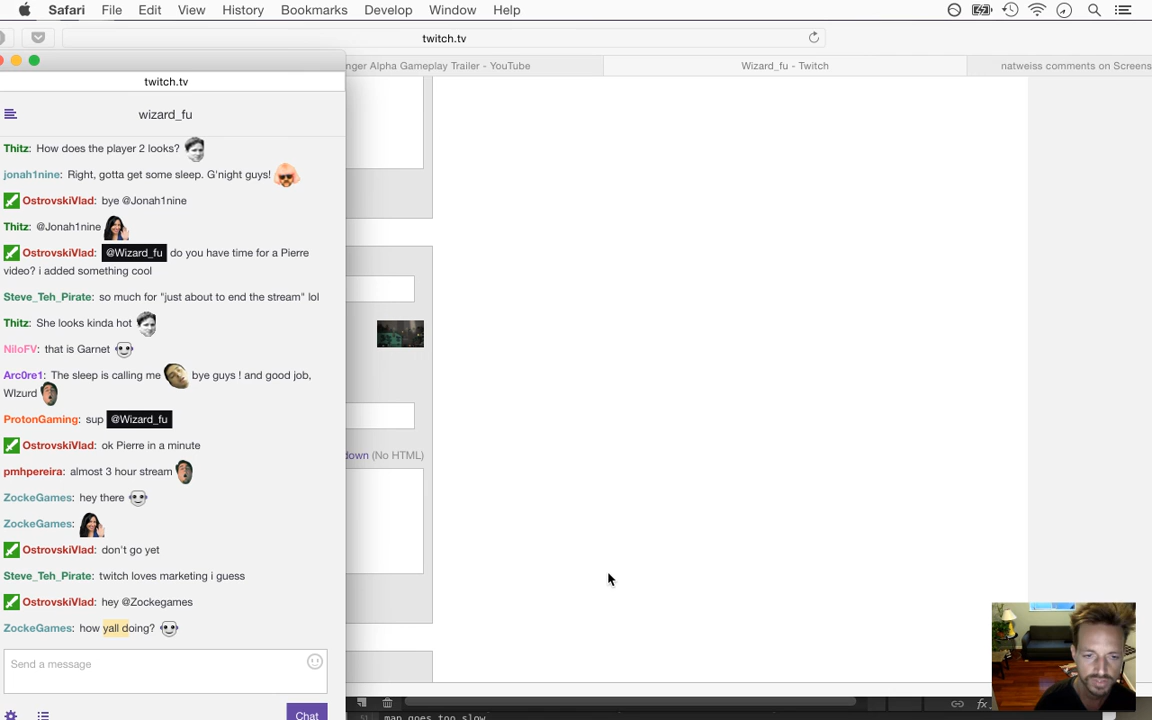 Safari File Edit View History Bookmarks Develop Window Help
twitch.tv
nger Alpha Gameplay Trailer - YouTube
Wizard_fu - Twitch
natweiss comments on Screens
twitch.tv
wizard_fu
Thitz: How does the player 2 looks?
jonah1nine: Right, gotta get some sleep. G'night guys!
OstrovskiVlad: bye @Jonah1nine
Thitz: @Jonah1nine
OstrovskiVlad: @Wizard_fu do you have time for a Pierre
video? i added something cool
Steve_Teh_Pirate: so much for "just about to end the stream" lol
Thitz: She looks kinda hot
NiloFV: that is Garnet
Arc0re1: The sleep is calling me bye guys ! and good job,
WIzurd
ProtonGaming: sup @Wizard_fu
OstrovskiVlad: ok Pierre in a minute
down (No HTML)
pmhpereira: almost 3 hour stream
ZockeGames: hey there
ZockeGames:
OstrovskiVlad: don't go yet
Steve_Teh_Pirate: twitch loves marketing i guess
OstrovskiVlad: hey @Zockegames
ZockeGames: how yall doing?
Send a message
Chat
map goes too slow